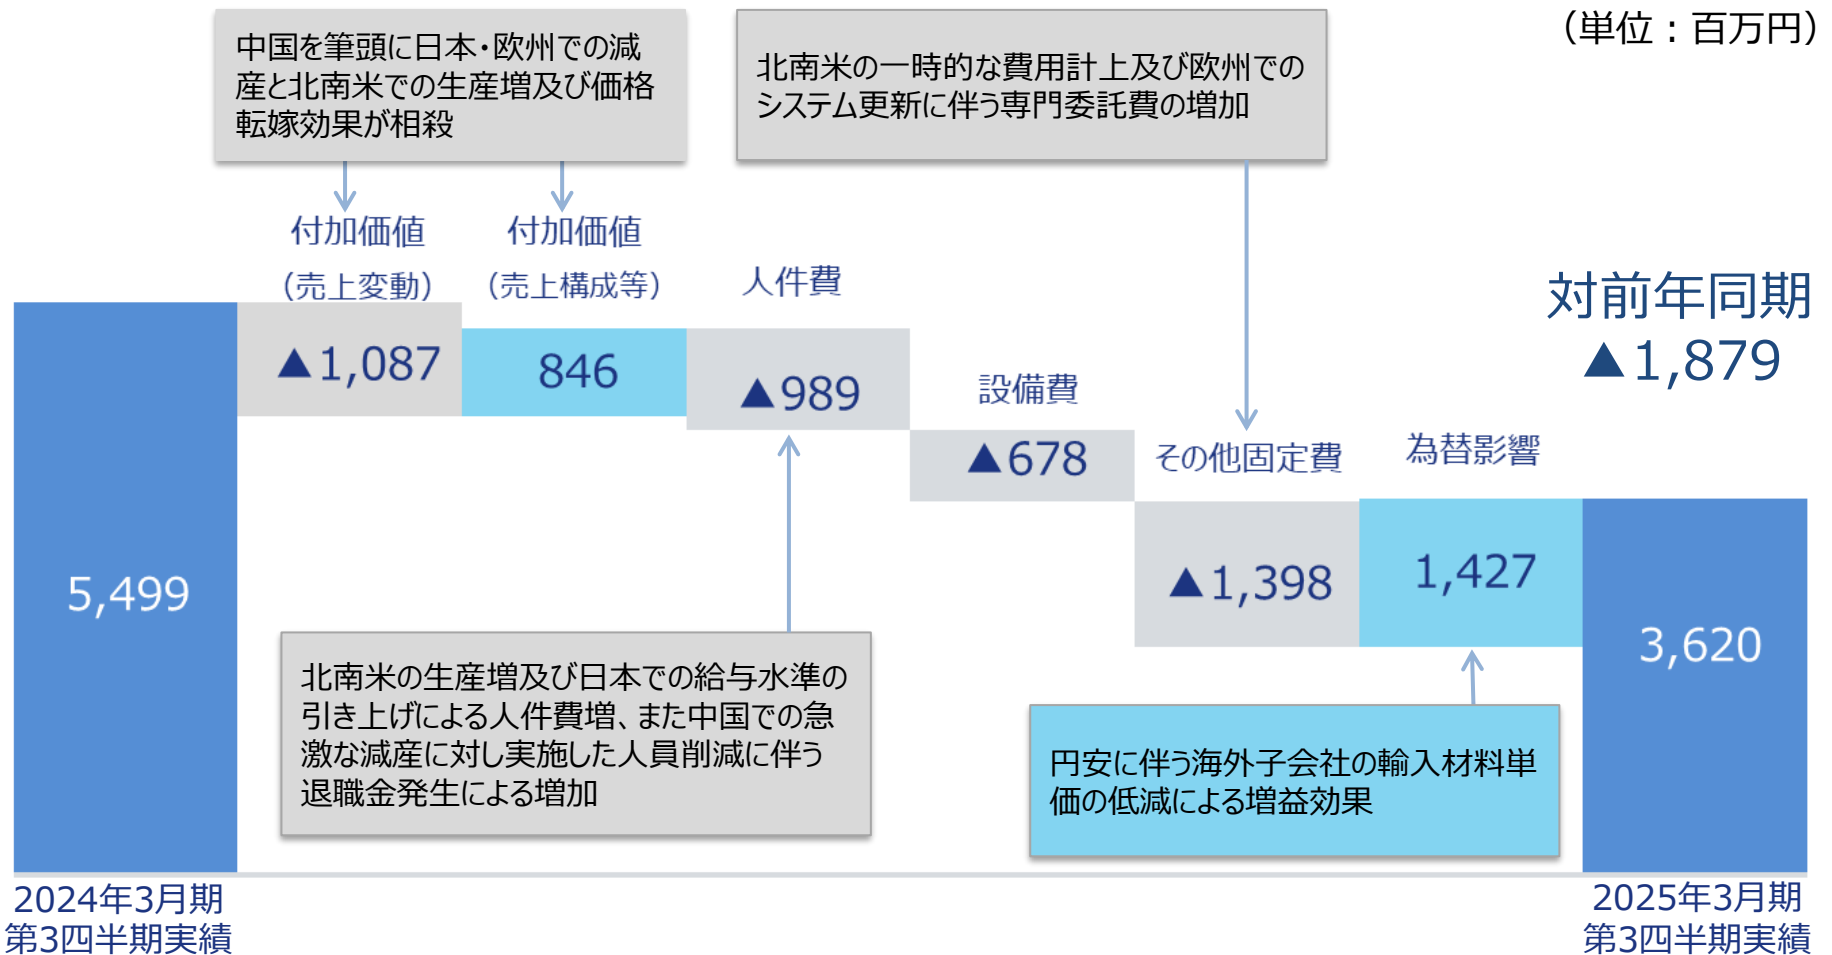 （単位：百万円）
中国を筆頭に日本・欧州での減
産と北南米での生産増及び価格
転嫁効果が相殺
北南米の一時的な費用計上及び欧州での
システム更新に伴う専門委託費の増加
付加価値
（売上変動）
付加価値
（売上構成等）
人件費
設備費
その他固定費
為替影響
対前年同期
▲1,879
5,499
▲1,087
846
▲989
▲678
▲1,398
1,427
3,620
北南米の生産増及び日本での給与水準の
引き上げによる人件費増、また中国での急
激な減産に対し実施した人員削減に伴う
退職金発生による増加
円安に伴う海外子会社の輸入材料単
価の低減による増益効果
2024年3月期
第3四半期実績
2025年3月期
第3四半期実績